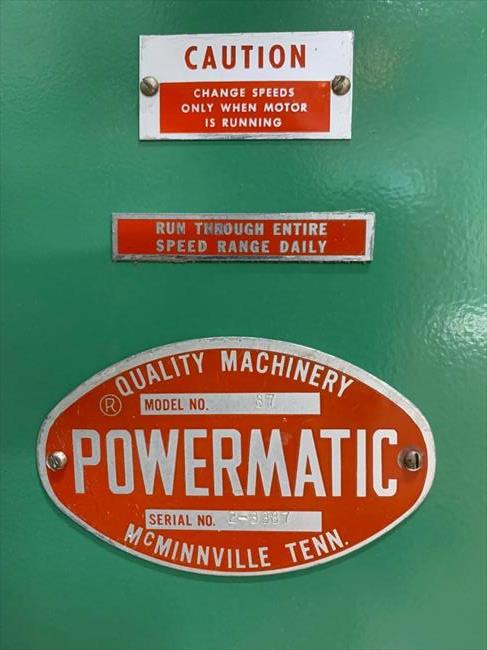 CAUTION
CHANGE SPEEDS
ONLY WHEN MOTOR
IS RUNNING
RUN THROUGH ENTIRE
SPEED RANGE DAILY
QUALITY MACHINERY
®
MODEL NO. 87
POWERMATIC
SERIAL NO.
MCMINNVILLE TENN.